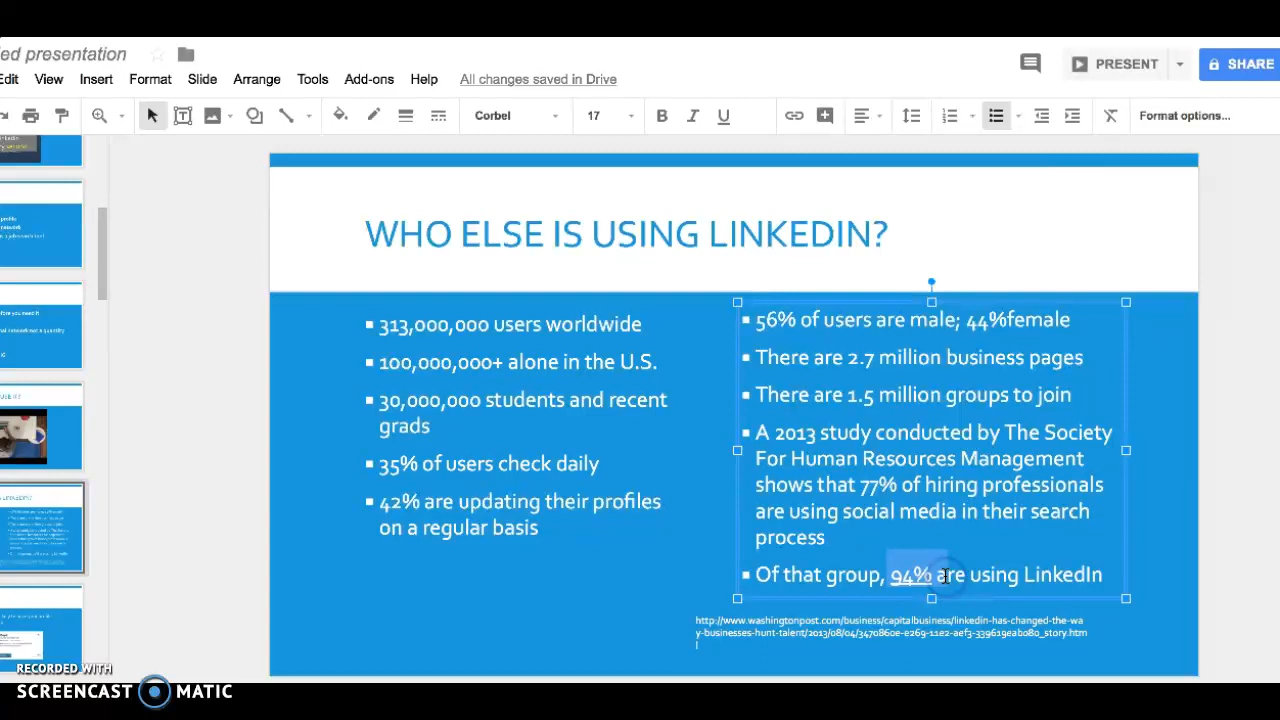 ed presentation
Edit View Insert Format Slide Arrange Tools Add-ons Help All changes saved in Drive
PRESENT
SHARE
Corbel 17 B I U Format options...
WHO ELSE IS USING LINKEDIN?
▪ 313,000,000 users worldwide
▪ 100,000,000+ alone in the U.S.
▪ 30,000,000 students and recent
grads
▪ 35% of users check daily
▪ 42% are updating their profiles
on a regular basis
▪ 56% of users are male; 44%female
▪ There are 2.7 million business pages
▪ There are 1.5 million groups to join
▪ A 2013 study conducted by The Society
For Human Resources Management
shows that 77% of hiring professionals
are using social media in their search
process
▪ Of that group, 94% are using LinkedIn
http://www.washingtonpost.com/business/capitalbusiness/linkedin-has-changed-the-wa
y-businesses-hunt-talent/2013/08/04/3470860e-e269-11e2-aef3-339619eab080_story.htm
l
RECORDED WITH
SCREENCAST MATIC